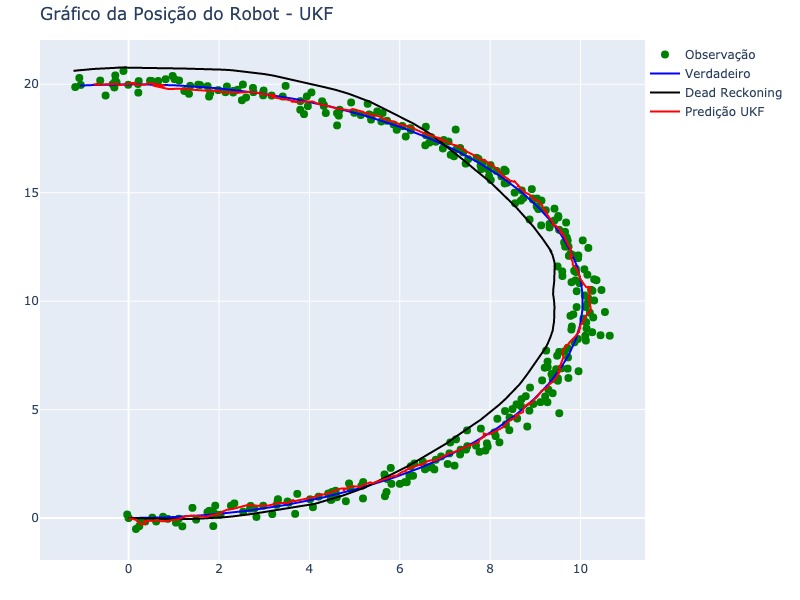 Gráfico da Posição do Robot - UKF
Observação
Verdadeiro
Dead Reckoning
Predição UKF
20
15
10
5
0
0 2 4 6 8 10